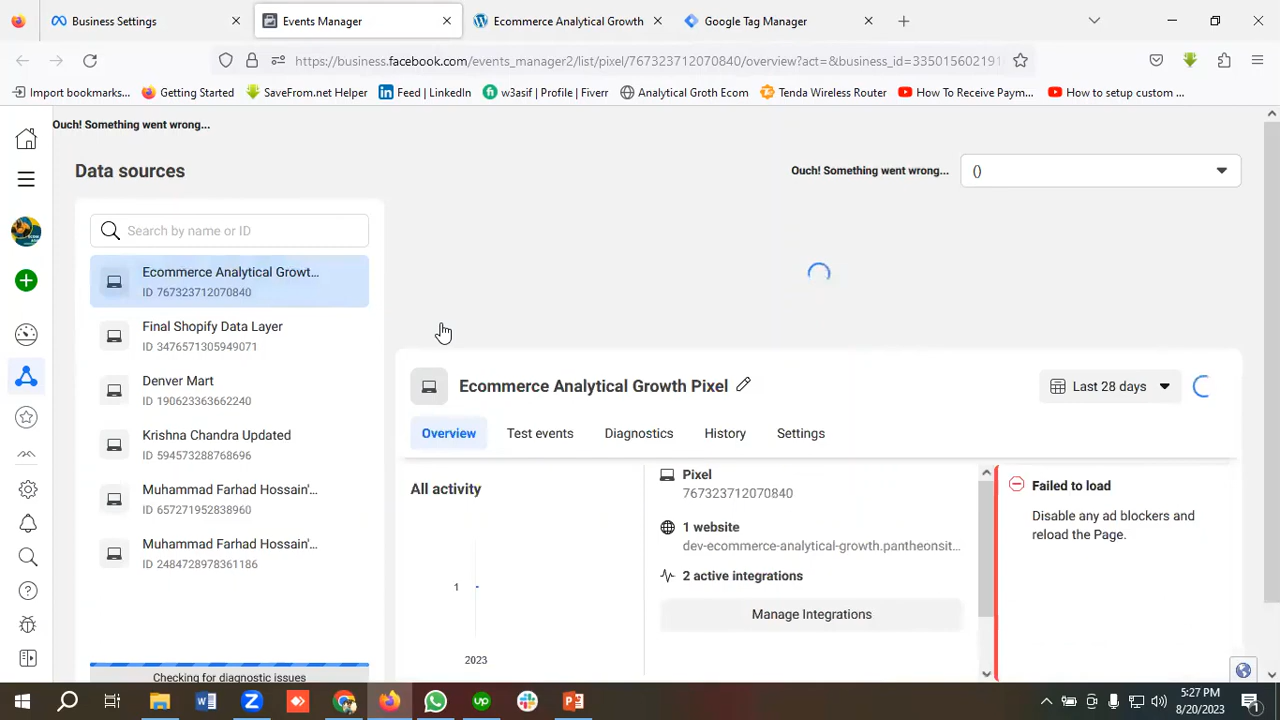 Business Settings
Events Manager
Ecommerce Analytical Growth
Google Tag Manager
https://business.facebook.com/events_manager2/list/pixel/767323712070840/overview?act=&business_id=335015602191
Import bookmarks...
Getting Started
SaveFrom.net Helper
Feed | LinkedIn
w3asif | Profile | Fiverr
Analytical Groth Ecom
Tenda Wireless Router
How To Receive Paym...
How to setup custom ...
Ouch! Something went wrong...
Data sources
Ouch! Something went wrong...
()
Search by name or ID
Ecommerce Analytical Growt...
ID 767323712070840
Final Shopify Data Layer
ID 3476571305949071
Denver Mart
ID 190623363662240
Krishna Chandra Updated
ID 594573288768696
Muhammad Farhad Hossain'...
ID 657271952838960
Muhammad Farhad Hossain'...
ID 2484728978361186
Checking for diagnostic issues
Ecommerce Analytical Growth Pixel
Last 28 days
Overview
Test events
Diagnostics
History
Settings
All activity
1
2023
Pixel
767323712070840
1 website
dev-ecommerce-analytical-growth.pantheonsit...
2 active integrations
Manage Integrations
Failed to load
Disable any ad blockers and
reload the Page.
5:27 PM
8/20/2023